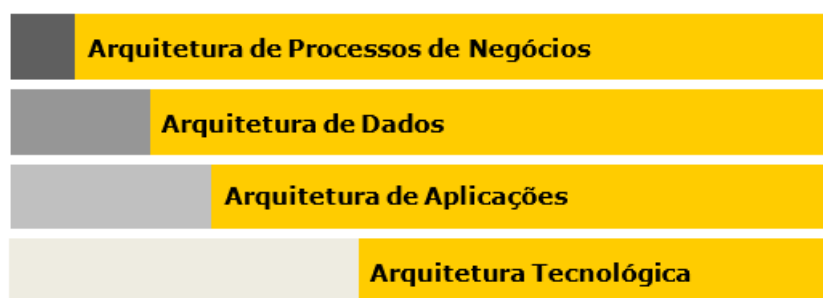 Arquitetura de Processos de Negócios
Arquitetura de Dados
Arquitetura de Aplicações
Arquitetura Tecnológica